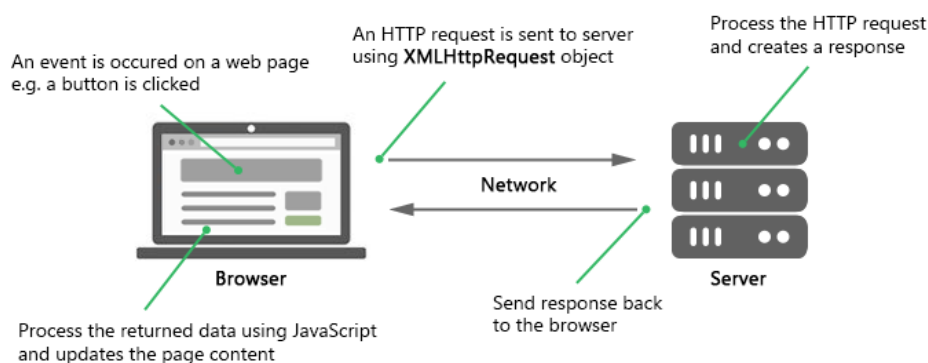 An event is occured on a web page
e.g. a button is clicked
An HTTP request is sent to server
using XMLHttpRequest object
Process the HTTP request
and creates a response
Network
Browser
Server
Process the returned data using JavaScript
and updates the page content
Send response back
to the browser